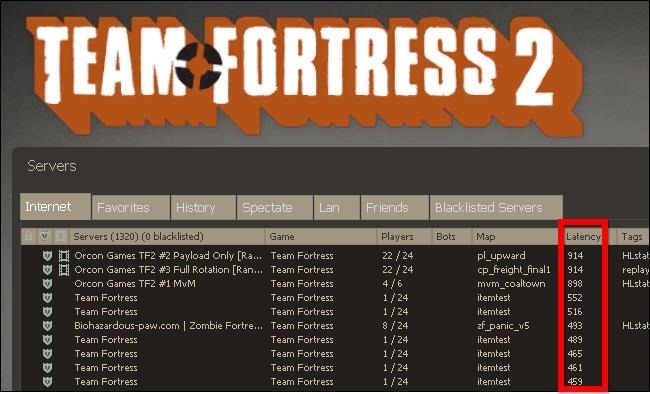 TEAM FORTRESS 2
Servers
Internet Favorites History Spectate Lan Friends Blacklisted Servers
Servers (1320) (0 blacklisted) Game Players Bots Map Latency Tags
Orcon Games TF2 #2 Payload Only [Ra... Team Fortress 22 / 24 pl_upward 914 HLstat
Orcon Games TF2 #3 Full Rotation [Ran... Team Fortress 22 / 24 cp_freight_final1 914 replay
Orcon Games TF2 #1 MvM Team Fortress 4 / 6 mvm_coaltown 898 HLstat
Team Fortress Team Fortress 1 / 24 itemtest 552
Team Fortress Team Fortress 1 / 24 itemtest 516
Biohazardous-paw.com | Zombie Fortre... Team Fortress 8 / 24 zf_panic_v5 493 HLstat
Team Fortress Team Fortress 1 / 24 itemtest 489
Team Fortress Team Fortress 1 / 24 itemtest 465
Team Fortress Team Fortress 1 / 24 itemtest 461
Team Fortress Team Fortress 1 / 24 itemtest 459